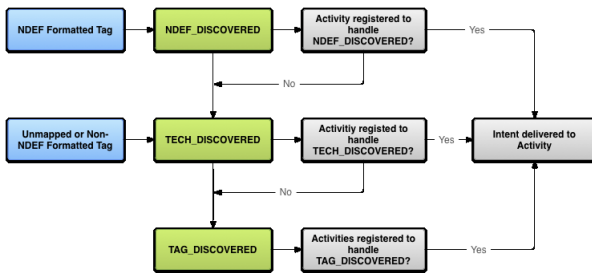 NDEF Formatted Tag
NDEF_DISCOVERED
Activity registered to
handle
NDEF_DISCOVERED?
Yes
No
Unmapped or Non-
NDEF Formatted Tag
TECH_DISCOVERED
Activitiy registed to
handle
TECH_DISCOVERED?
Yes
Intent delivered to
Activity
No
TAG_DISCOVERED
Activities registered to
handle
TAG_DISCOVERED?
Yes